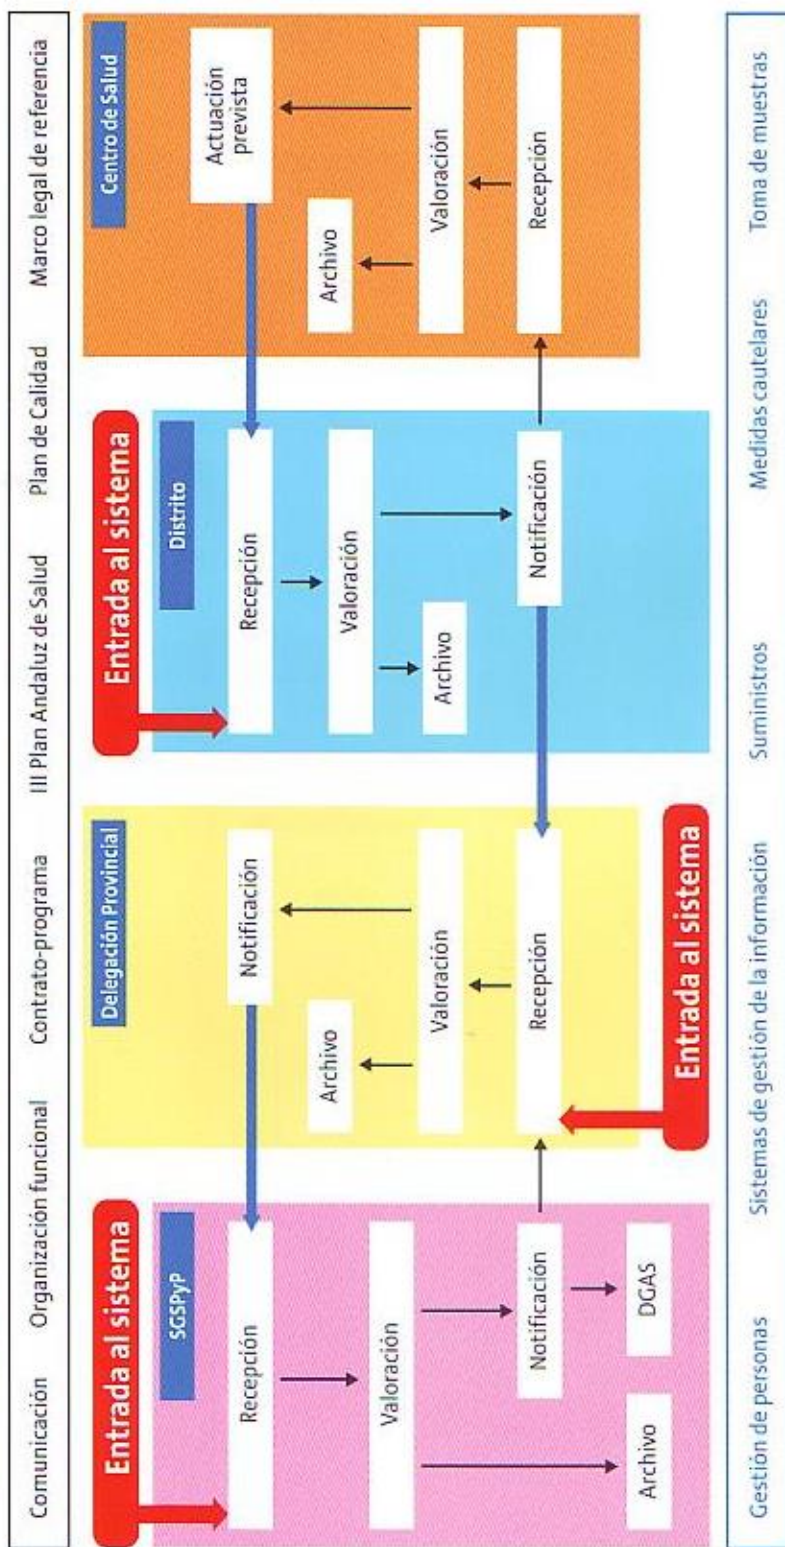 Comunicación
Organización funcional
Contrato-programa
III Plan Andaluz de Salud
Plan de Calidad
Marco legal de referencia
Entrada al sistema
SGSPyP
Recepción
Valoración
Notificación
Archivo
DGAS
Delegación Provincial
Notificación
Archivo
Valoración
Recepción
Entrada al sistema
Entrada al sistema
Distrito
Recepción
Valoración
Archivo
Notificación
Centro de Salud
Actuación
prevista
Archivo
Valoración
Recepción
Gestión de personas
Sistemas de gestión de la información
Suministros
Medidas cautelares
Toma de muestras